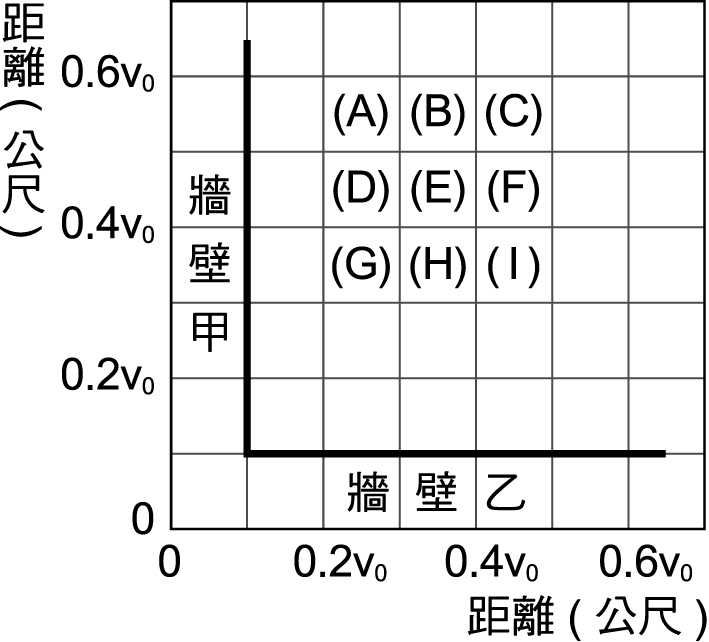 距離(公尺)
0.6v₀
(A) (B) (C)
(D) (E) (F)
0.4v₀
(G) (H) (I)
牆壁甲
0.2v₀
牆壁乙
0
0 0.2v₀ 0.4v₀ 0.6v₀
距離(公尺)